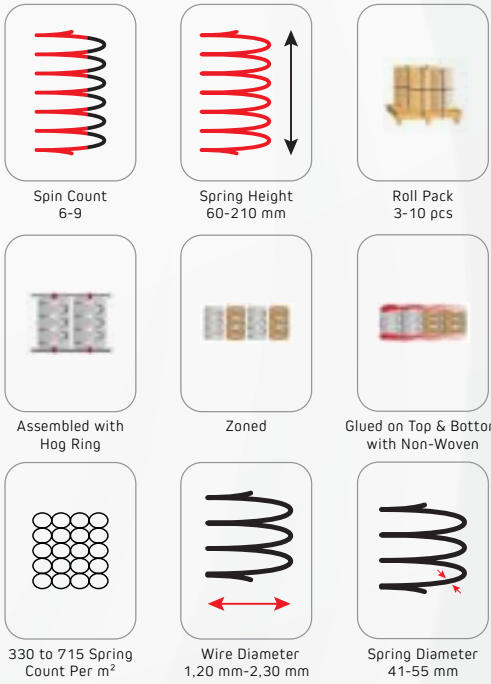 Spin Count
6-9
Spring Height
60-210 mm
Roll Pack
3-10 pcs
Assembled with
Hog Ring
Zoned
Glued on Top & Bottom
with Non-Woven
330 to 715 Spring
Count Per m²
Wire Diameter
1,20 mm-2,30 mm
Spring Diameter
41-55 mm